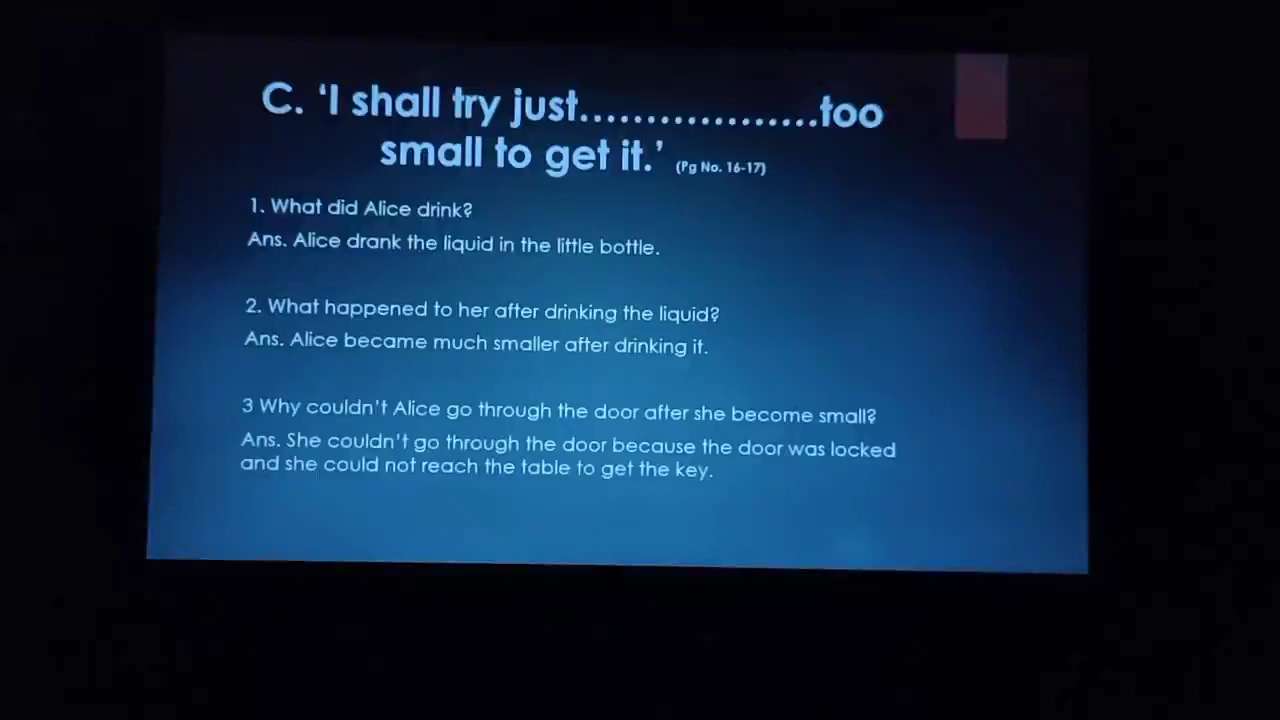 C. ‘I shall try just..................too
small to get it.’ (Pg No. 16-17)
1. What did Alice drink?
Ans. Alice drank the liquid in the little bottle.
2. What happened to her after drinking the liquid?
Ans. Alice became much smaller after drinking it.
3 Why couldn’t Alice go through the door after she become small?
Ans. She couldn’t go through the door because the door was locked
and she could not reach the table to get the key.